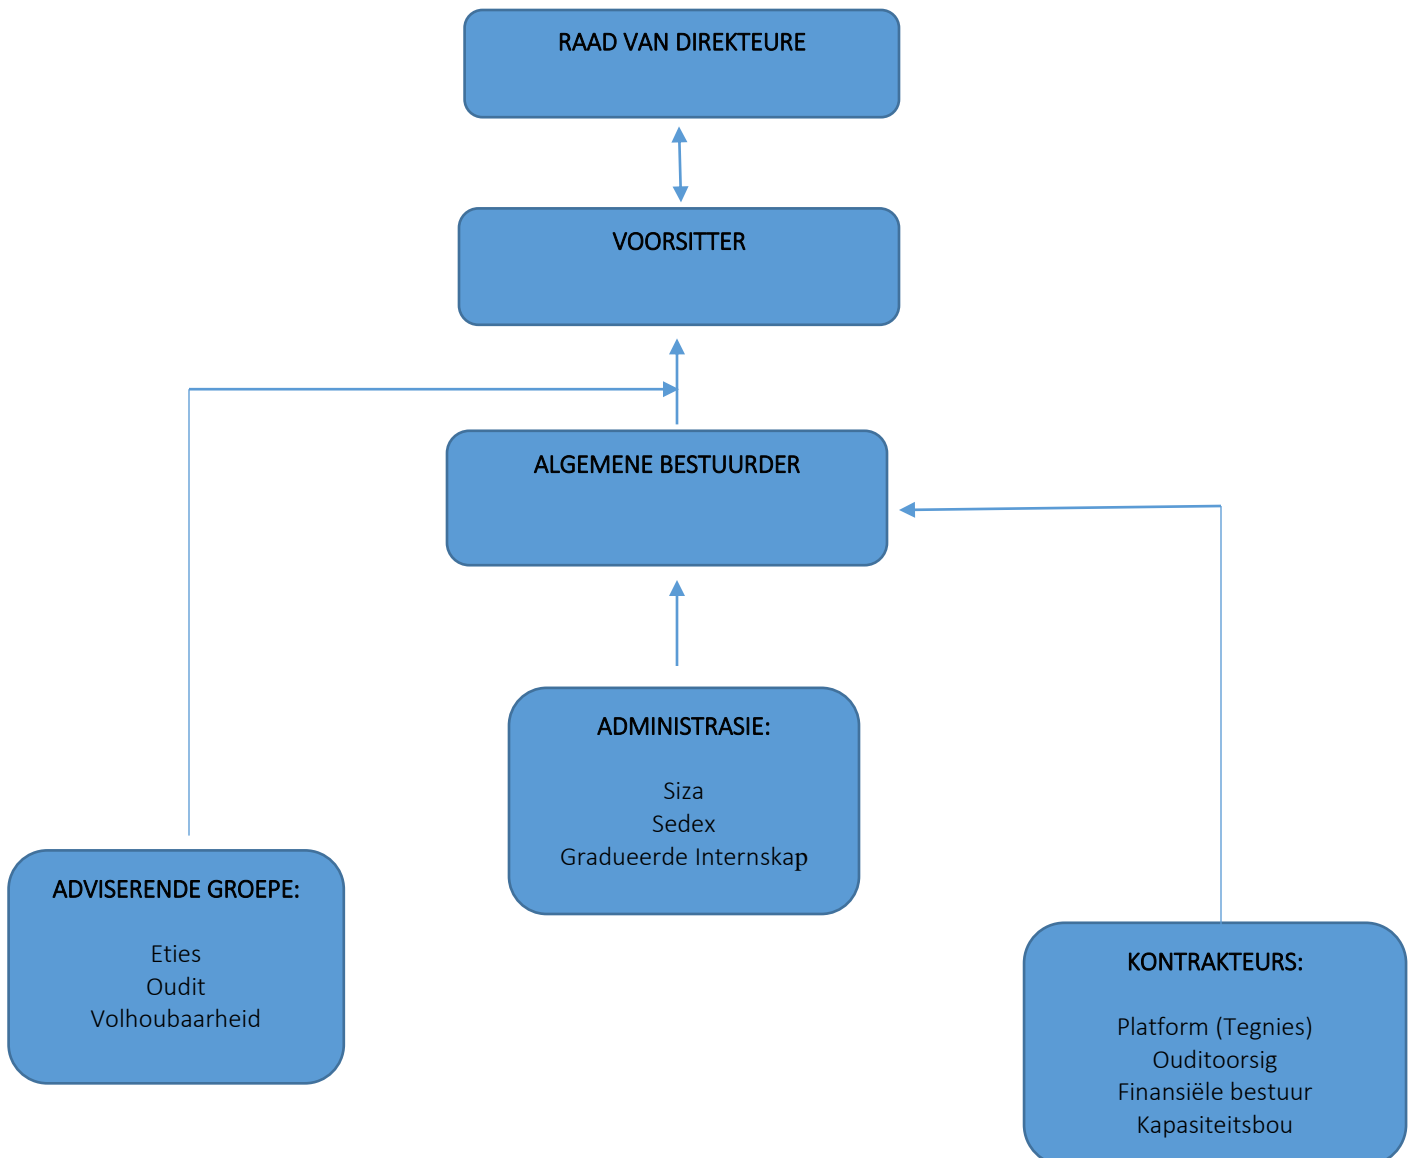 RAAD VAN DIREKTEURE
VOORSITTER
ALGEMENE BESTUURDER
ADMINISTRASIE:
Siza
Sedex
Gradueerde Internskap
ADVISERENDE GROEPE:
Eties
Oudit
Volhoubaarheid
KONTRAKTEURS:
Platform (Tegnies)
Ouditoorsig
Finansiële bestuur
Kapasiteitsbou